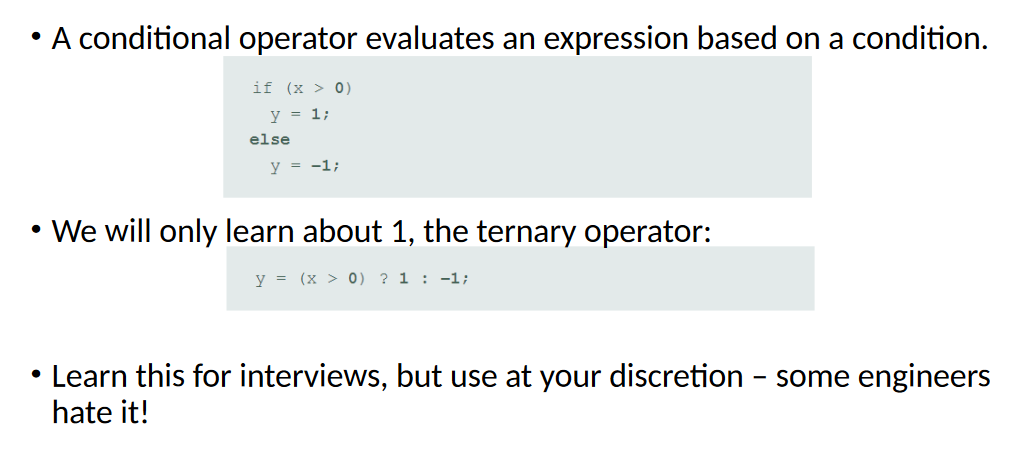 • A conditional operator evaluates an expression based on a condition.
if (x > 0)
  y = 1;
else
  y = –1;
• We will only learn about 1, the ternary operator:
y = (x > 0) ? 1 : –1;
• Learn this for interviews, but use at your discretion – some engineers
hate it!